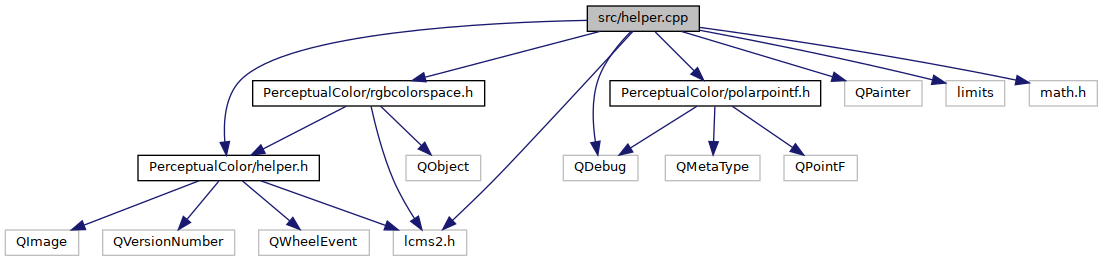 src/helper.cpp
PerceptualColor/rgbcolorspace.h
PerceptualColor/polarpointf.h
QPainter
limits
math.h
PerceptualColor/helper.h
QObject
QDebug
QMetaType
QPointF
QImage
QVersionNumber
QWheelEvent
lcms2.h